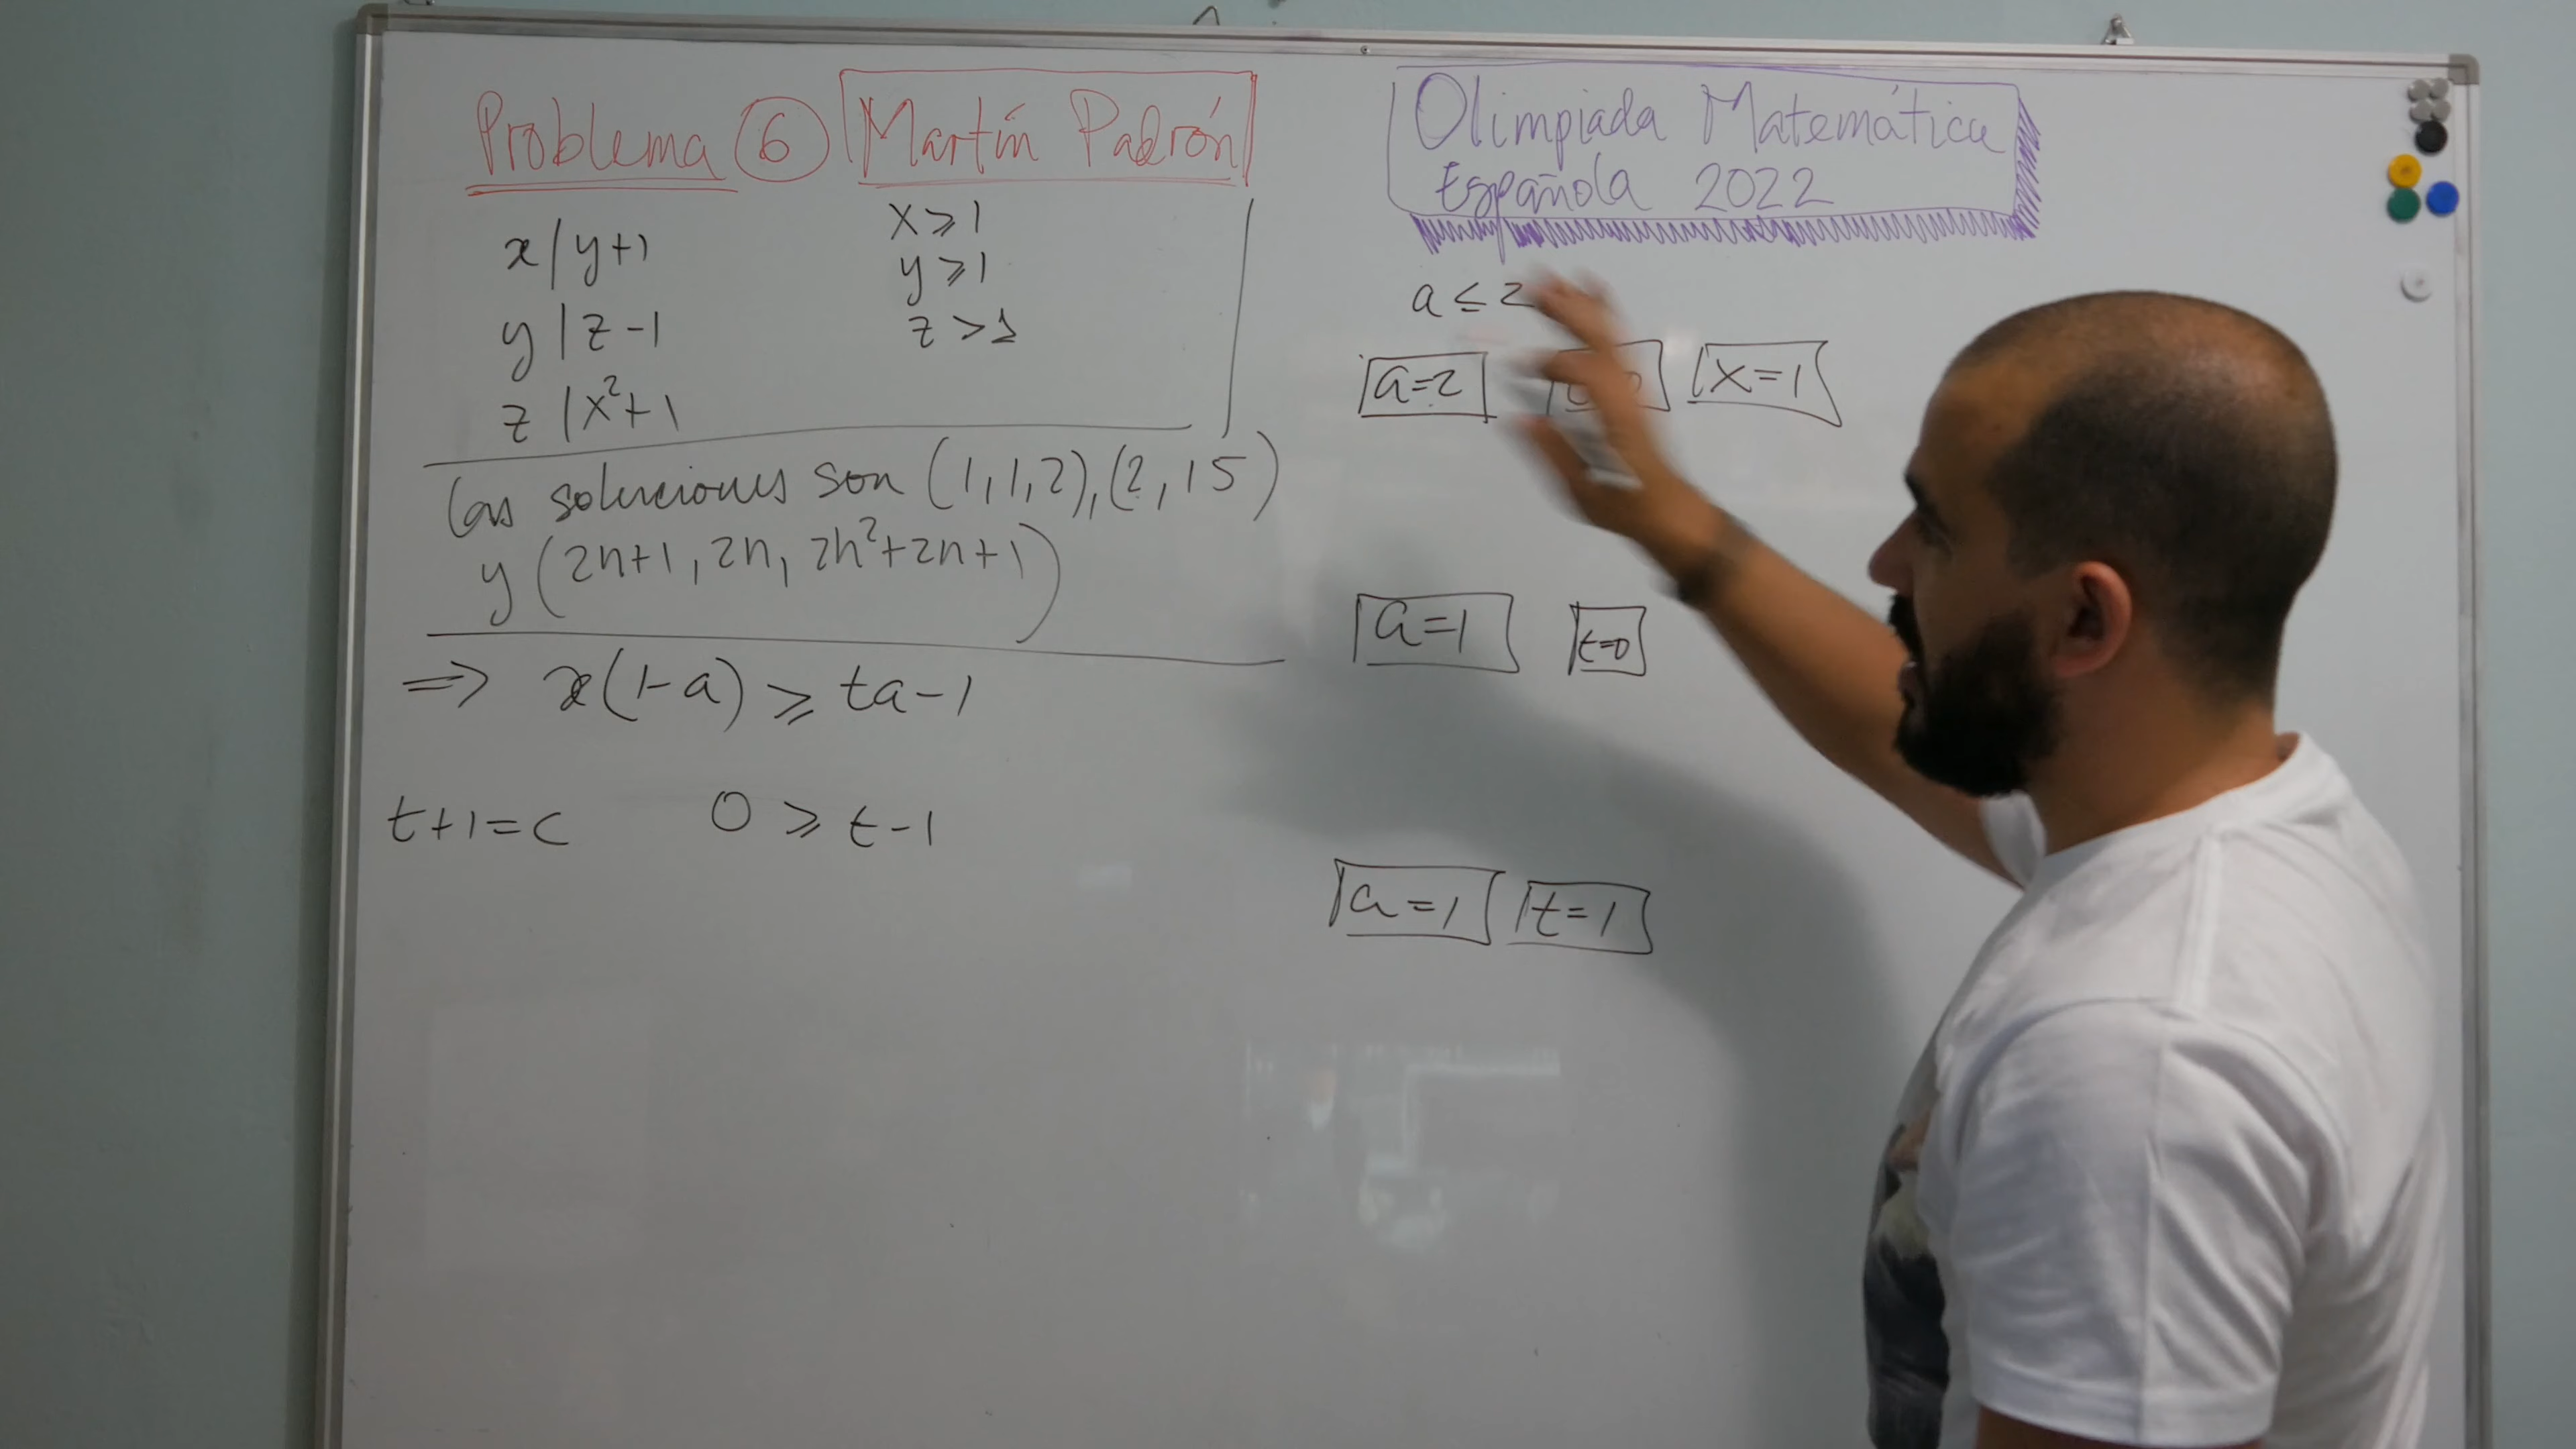 Problema 6 Martín Padrón
x | y+1
x ⩾ 1
y | z-1
y ⩾ 1
z | x²+1
z > 1
las soluciones son (1,1,2), (2,15)
y (2n+1, 2n, 2n²+2n+1)
⇒ x(1-a) ⩾ ta-1
t+1=c 0 ⩾ t-1
Olimpiada Matemática
Española 2022
a ≤ 2
a=2 x=1
a=1 t=0
a=1 t=1